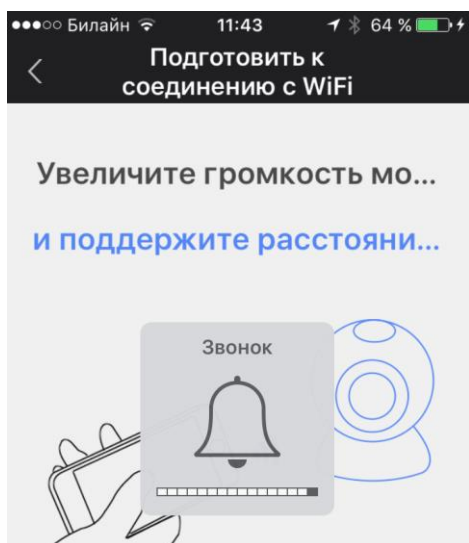 ●●●○○ Билайн 11:43 64 %
Подготовить к
соединению с WiFi
Увеличите громкость мо...
и поддержите расстояни...
Звонок